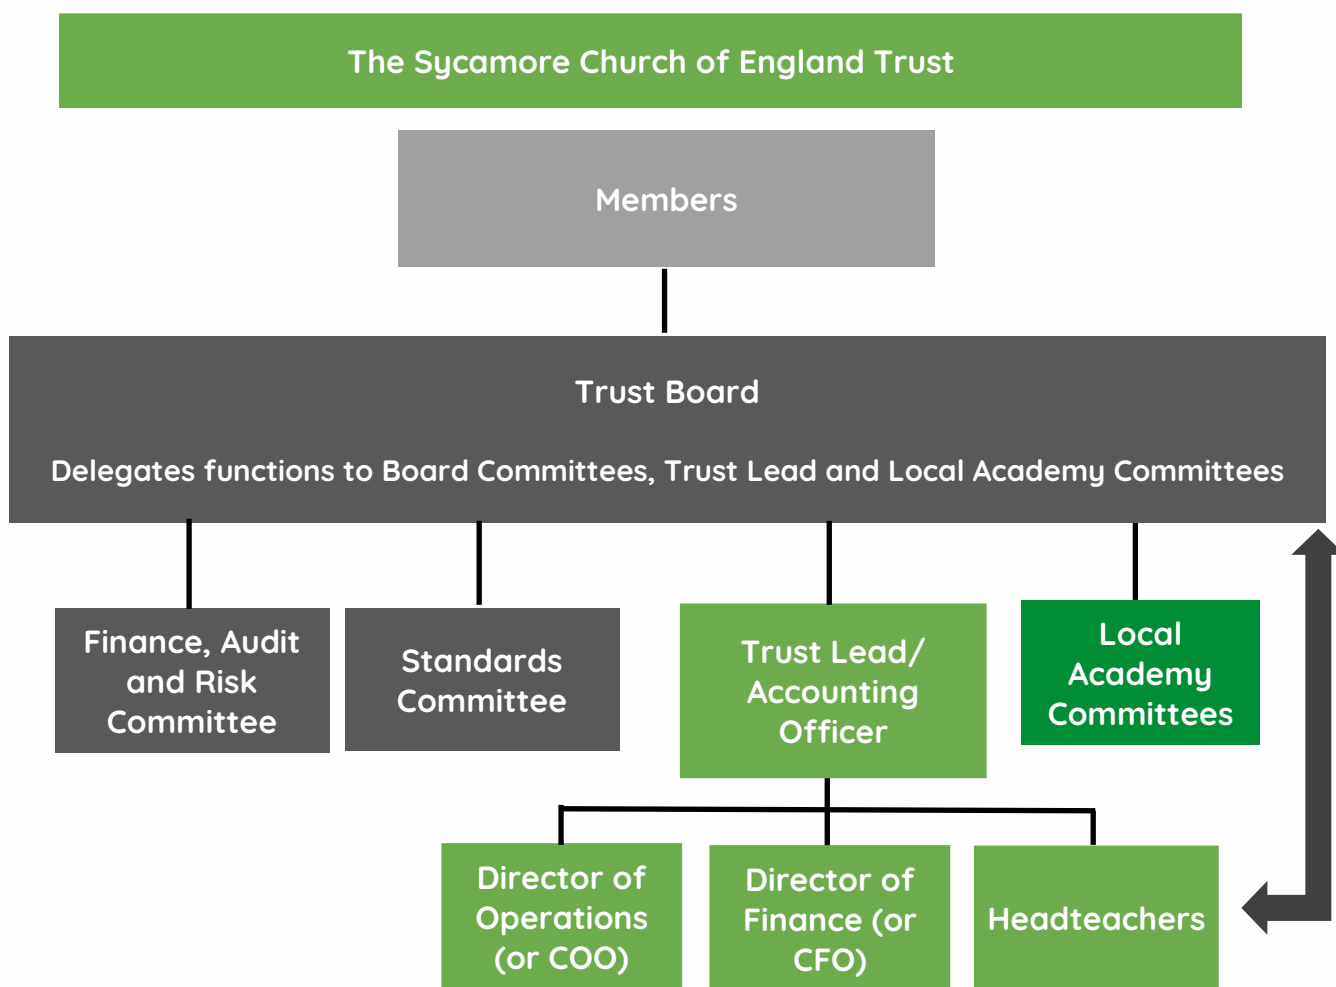 The Sycamore Church of England Trust
Members
Trust Board
Delegates functions to Board Committees, Trust Lead and Local Academy Committees
Finance, Audit
and Risk
Committee
Standards
Committee
Trust Lead/
Accounting
Officer
Local
Academy
Committees
Director of
Operations
(or COO)
Director of
Finance (or
CFO)
Headteachers